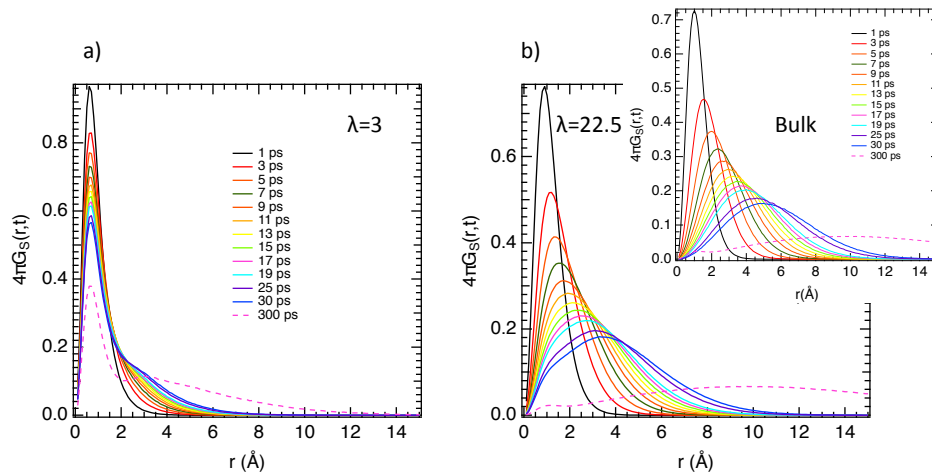 a)
λ=3
4πG_S(r,t)
0.8
0.6
0.4
0.2
0.0
1 ps
3 ps
5 ps
7 ps
9 ps
11 ps
13 ps
15 ps
17 ps
19 ps
25 ps
30 ps
300 ps
0 2 4 6 8 10 12 14
r (Å)
b)
λ=22.5
4πG_S(r,t)
0.6
0.4
0.2
0.0
0 2 4 6 8 10 12 14
r (Å)
Bulk
4πG_S(r,t)
0.7
0.6
0.5
0.4
0.3
0.2
0.1
0.0
1 ps
3 ps
5 ps
7 ps
9 ps
11 ps
13 ps
15 ps
17 ps
19 ps
25 ps
30 ps
300 ps
0 2 4 6 8 10 12 14
r (Å)